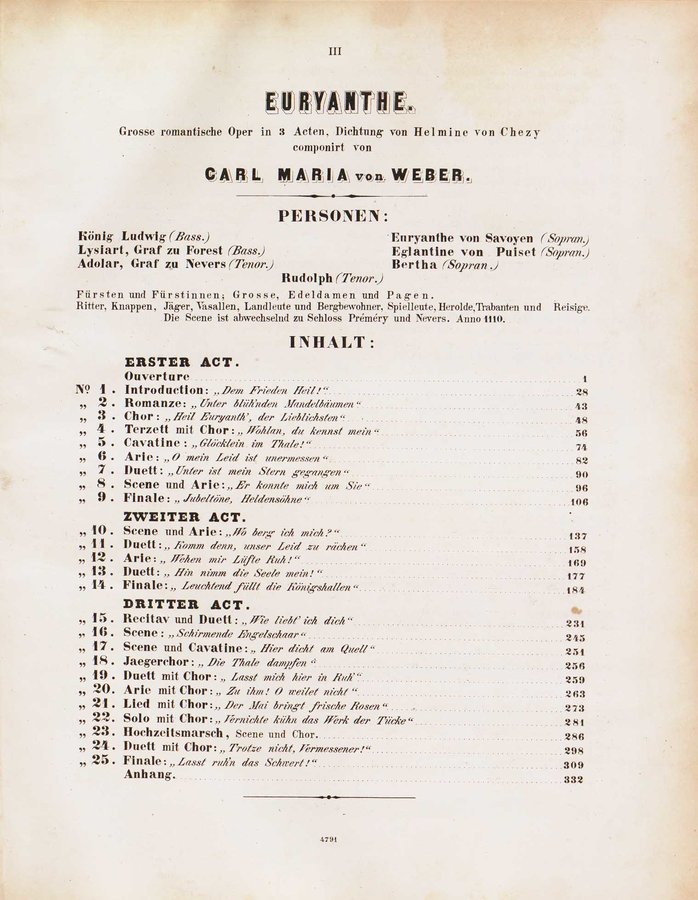 III
EURYANTHE.
Grosse romantische Oper in 3 Acten, Dichtung von Helmine von Chezy
componirt von
CARL MARIA von WEBER.
PERSONEN:
König Ludwig (Bass.) Euryanthe von Savoyen (Sopran.)
Lysiart, Graf zu Forest (Bass.) Eglantine von Puiset (Sopran.)
Adolar, Graf zu Nevers (Tenor.) Bertha (Sopran.)
Rudolph (Tenor.)
Fürsten und Fürstinnen; Grosse, Edeldamen und Pagen.
Ritter, Knappen, Jäger, Vasallen, Landleute und Bergbewohner, Spielleute, Herolde, Trabanten und Reisige.
Die Scene ist abwechselnd zu Schloss Préméry und Nevers. Anno 1110.
INHALT:
ERSTER ACT.
Ouverture 1
No 1. Introduction: „Dem Frieden Heil!“ 28
„ 2. Romanze: „Unter blüh'nden Mandelbäumen“ 43
„ 3. Chor: „Heil Euryanth', der Lieblichsten“ 48
„ 4. Terzett mit Chor: „Wohlan, du kennst mein“ 56
„ 5. Cavatine: „Glöcklein im Thale!“ 74
„ 6. Arie: „O mein Leid ist unermessen“ 82
„ 7. Duett: „Unter ist mein Stern gegangen“ 90
„ 8. Scene und Arie: „Er konnte mich um Sie“ 96
„ 9. Finale: „Jubeltöne, Heldensöhne“ 106
ZWEITER ACT.
„ 10. Scene und Arie: „Wo berg ich mich?“ 137
„ 11. Duett: „Komm denn, unser Leid zu rächen“ 158
„ 12. Arie: „Wehen mir Lüfte Ruh!“ 169
„ 13. Duett: „Hin nimm die Seele mein!“ 177
„ 14. Finale: „Leuchtend füllt die Königshallen“ 184
DRITTER ACT.
„ 15. Recitav und Duett: „Wie liebt' ich dich“ 231
„ 16. Scene: „Schirmende Engelschaar“ 245
„ 17. Scene und Cavatine: „Hier dicht am Quell“ 251
„ 18. Jaegerchor: „Die Thale dampfen“ 256
„ 19. Duett mit Chor: „Lasst mich hier in Ruh'“ 259
„ 20. Arie mit Chor: „Zu ihm! O weilet nicht“ 263
„ 21. Lied mit Chor: „Der Mai bringt frische Rosen“ 273
„ 22. Solo mit Chor: „Vernichte kühn das Werk der Tücke“ 281
„ 23. Hochzeitsmarsch, Scene und Chor. 286
„ 24. Duett mit Chor: „Trotze nicht, Vermessener!“ 298
„ 25. Finale: „Lasst ruh'n das Schwert!“ 309
Anhang. 332
4791